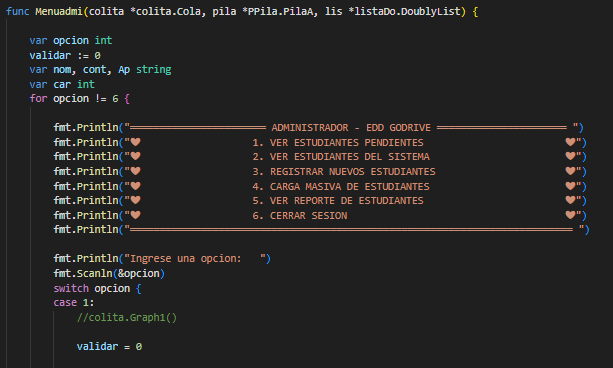 func Menuadmi(colita *colita.Cola, pila *PPila.PilaA, lis *listaDo.DoublyList) {
var opcion int
validar := 0
var nom, cont, Ap string
var car int
for opcion != 6 {
fmt.Println("======================= ADMINISTRADOR - EDD GODRIVE ====================== ")
fmt.Println("♥ 1. VER ESTUDIANTES PENDIENTES ♥")
fmt.Println("♥ 2. VER ESTUDIANTES DEL SISTEMA ♥")
fmt.Println("♥ 3. REGISTRAR NUEVOS ESTUDIANTES ♥")
fmt.Println("♥ 4. CARGA MASIVA DE ESTUDIANTES ♥")
fmt.Println("♥ 5. VER REPORTE DE ESTUDIANTES ♥")
fmt.Println("♥ 6. CERRAR SESION ♥")
fmt.Println("=========================================================================== ")
fmt.Println("Ingrese una opcion:   ")
fmt.Scanln(&opcion)
switch opcion {
case 1:
//colita.Graph1()
validar = 0